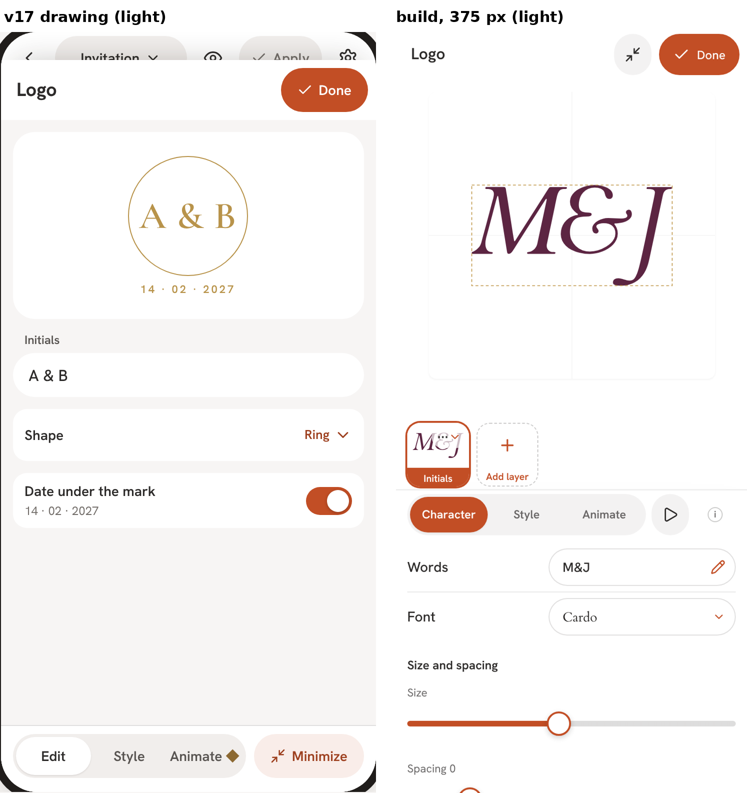 v17 drawing (light)
Invitation
Apply
Logo
Done
A & B
14 · 02 · 2027
Initials
A & B
Shape
Ring
Date under the mark
14 · 02 · 2027
Edit
Style
Animate
Minimize
build, 375 px (light)
Logo
Done
M&J
M&J
Initials
Add layer
Character
Style
Animate
Words
M&J
Font
Cardo
Size and spacing
Size
Spacing 0